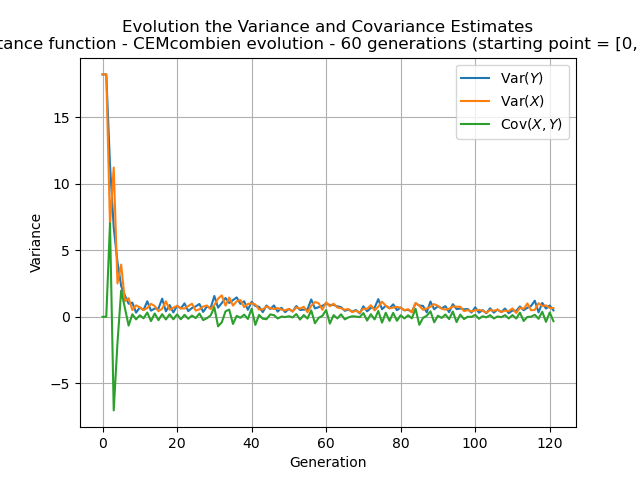 Evolution the Variance and Covariance Estimates
tance function - CEMcombien evolution - 60 generations (starting point = [0,
Var(Y)
Var(X)
Cov(X, Y)
Variance
15
10
5
0
−5
0 20 40 60 80 100 120
Generation